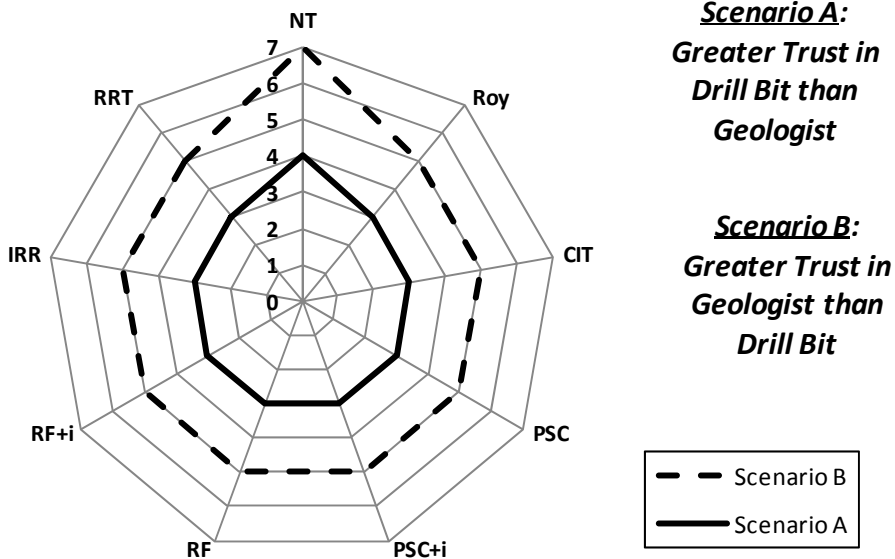 NT
7
6
5
4
3
2
1
0
Roy
CIT
PSC
PSC+i
RF
RF+i
IRR
RRT
Scenario A:
Greater Trust in
Drill Bit than
Geologist
Scenario B:
Greater Trust in
Geologist than
Drill Bit
Scenario B
Scenario A